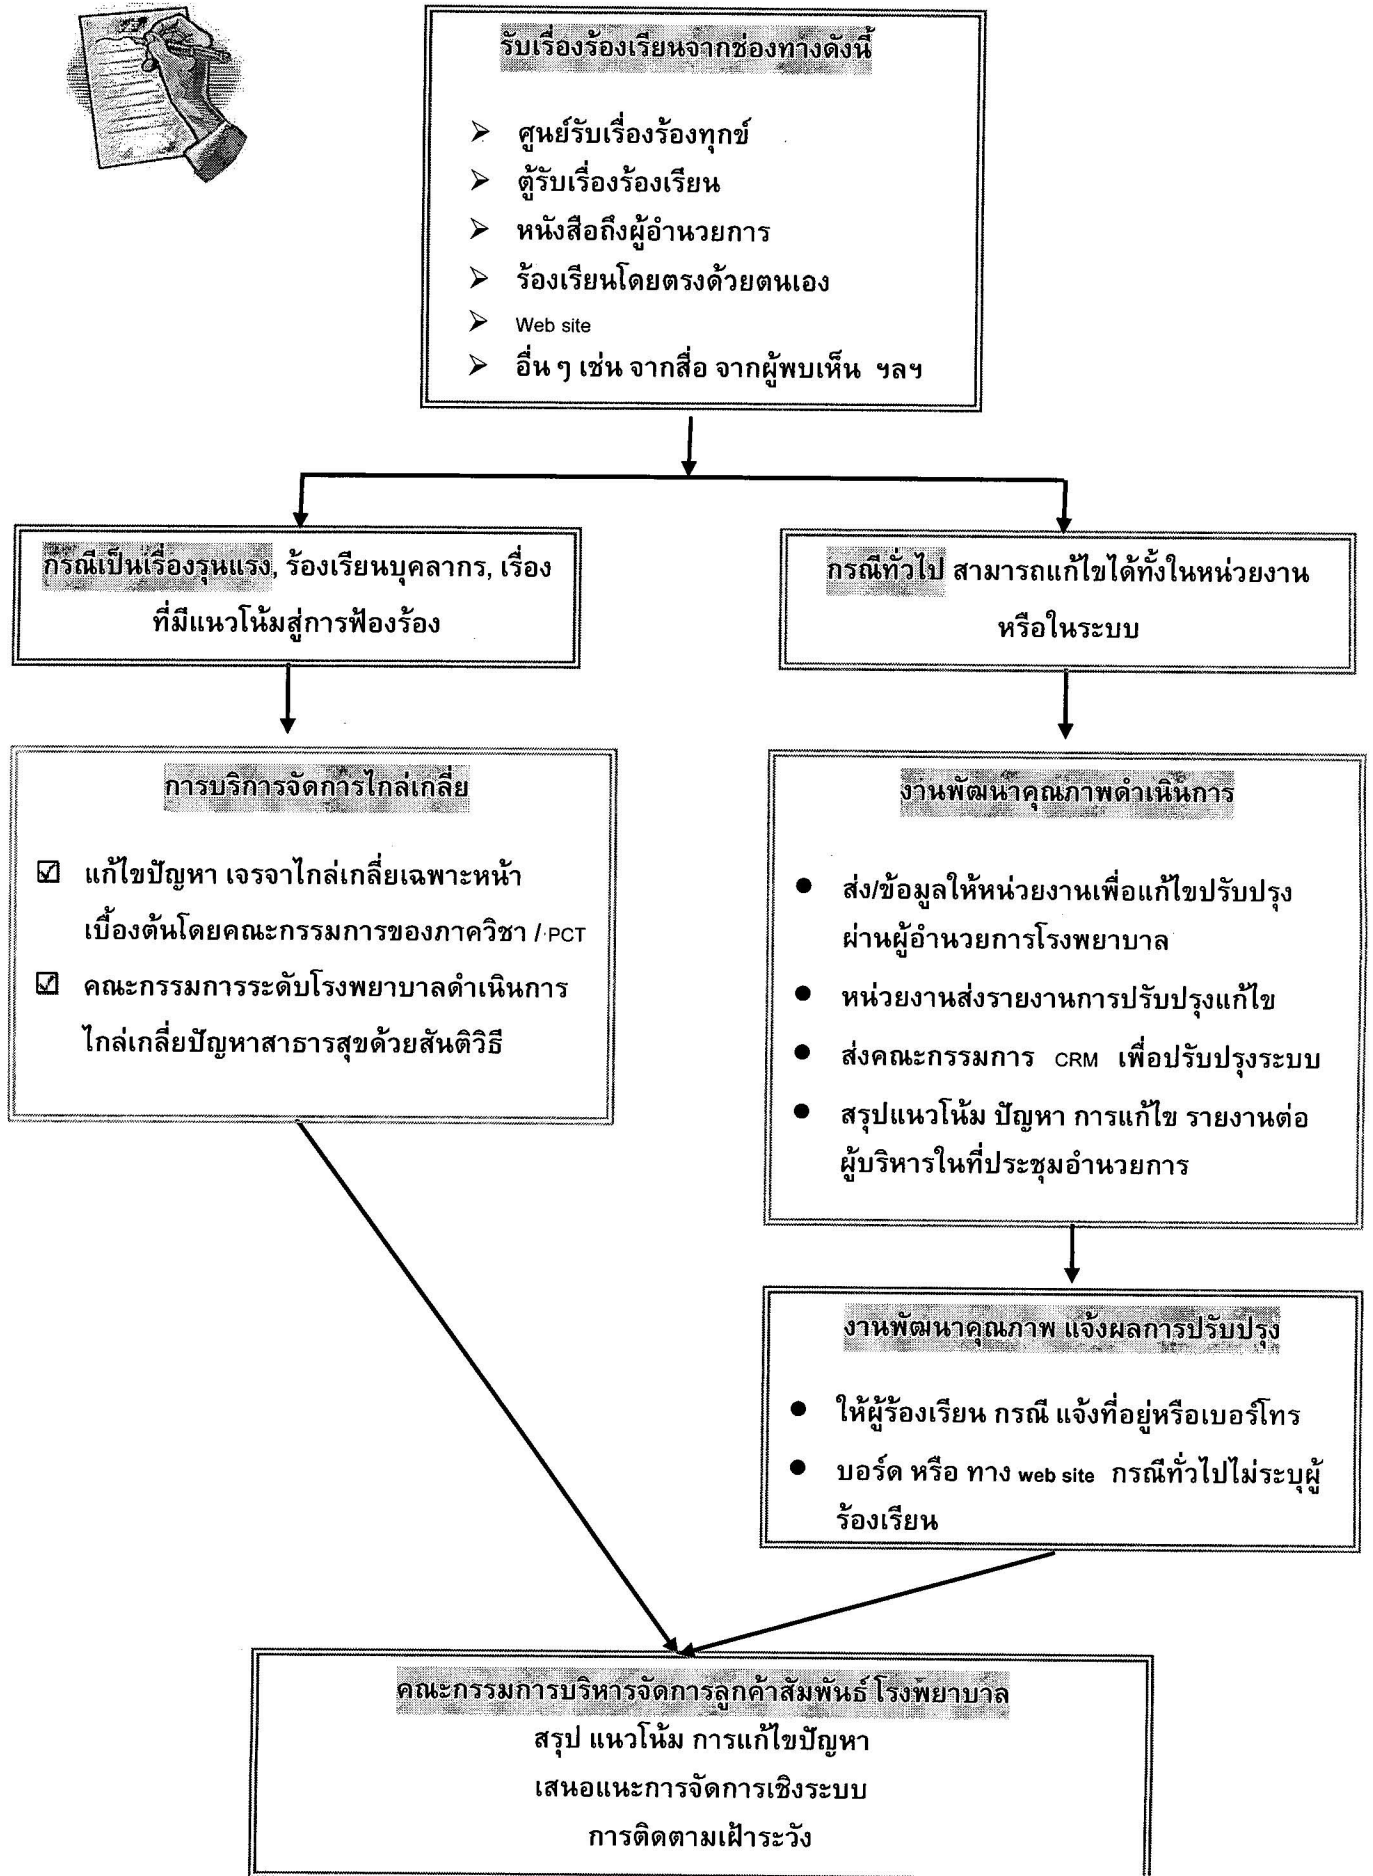 รับเรื่องร้องเรียนจากช่องทางดังนี้
➢ ศูนย์รับเรื่องร้องทุกข์
➢ ตู้รับเรื่องร้องเรียน
➢ หนังสือถึงผู้อำนวยการ
➢ ร้องเรียนโดยตรงด้วยตนเอง
➢ Web site
➢ อื่น ๆ เช่น จากสื่อ จากผู้พบเห็น ฯลฯ
กรณีเป็นเรื่องรุนแรง, ร้องเรียนบุคลากร, เรื่อง
ที่มีแนวโน้มสู่การฟ้องร้อง
การบริการจัดการไกล่เกลี่ย
☑ แก้ไขปัญหา เจรจาไกล่เกลี่ยเฉพาะหน้า
เบื้องต้นโดยคณะกรรมการของภาควิชา / PCT
☑ คณะกรรมการระดับโรงพยาบาลดำเนินการ
ไกล่เกลี่ยปัญหาสาธารสุขด้วยสันติวิธี
กรณีทั่วไป สามารถแก้ไขได้ทั้งในหน่วยงาน
หรือในระบบ
งานพัฒนาคุณภาพดำเนินการ
● ส่ง/ข้อมูลให้หน่วยงานเพื่อแก้ไขปรับปรุง
ผ่านผู้อำนวยการโรงพยาบาล
● หน่วยงานส่งรายงานการปรับปรุงแก้ไข
● ส่งคณะกรรมการ CRM เพื่อปรับปรุงระบบ
● สรุปแนวโน้ม ปัญหา การแก้ไข รายงานต่อ
ผู้บริหารในที่ประชุมอำนวยการ
งานพัฒนาคุณภาพ แจ้งผลการปรับปรุง
● ให้ผู้ร้องเรียน กรณี แจ้งที่อยู่หรือเบอร์โทร
● บอร์ด หรือ ทาง web site กรณีทั่วไปไม่ระบุผู้
ร้องเรียน
คณะกรรมการบริหารจัดการลูกค้าสัมพันธ์ โรงพยาบาล
สรุป แนวโน้ม การแก้ไขปัญหา
เสนอแนะการจัดการเชิงระบบ
การติดตามเฝ้าระวัง